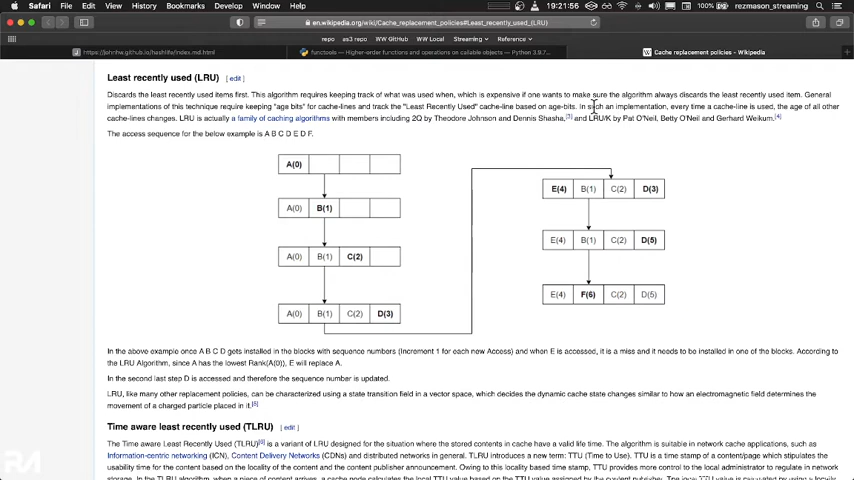 Safari File Edit View History Bookmarks Develop Window Help 100% 19:21:56 rezmason_streaming
en.wikipedia.org/wiki/Cache_replacement_policies#Least_recently_used_(LRU)
repo as3 repo WW GitHub WW Chat Streaming Reference
https://johnhw.github.io/hashlife/index.md.html functools — Higher-order functions and operations on callable objects — Python 3.9.7... Cache replacement policies - Wikipedia
Least recently used (LRU) [ edit ]
Discards the least recently used items first. This algorithm requires keeping track of what was used when, which is expensive if one wants to make sure the algorithm always discards the least recently used item. General
implementations of this technique require keeping "age bits" for cache-lines and track the "Least Recently Used" cache-line based on age-bits. In such an implementation, every time a cache-line is used, the age of all other
cache-lines changes. LRU is actually a family of caching algorithms with members including 2Q by Theodore Johnson and Dennis Shasha,[3] and LRU/K by Pat O'Neil, Betty O'Neil and Gerhard Weikum.[4]
The access sequence for the below example is A B C D E D F.
A(0)
A(0) B(1)
A(0) B(1) C(2)
A(0) B(1) C(2) D(3)
E(4) B(1) C(2) D(3)
E(4) B(1) C(2) D(5)
E(4) F(6) C(2) D(5)
In the above example once A B C D gets installed in the blocks with sequence numbers (Increment 1 for each new Access) and when E is accessed, it is a miss and it needs to be installed in one of the blocks. According to
the LRU Algorithm, since A has the lowest Rank(A(0)), E will replace A.
In the second last step D is accessed and therefore the sequence number is updated.
LRU, like many other replacement policies, can be characterized using a state transition field in a vector space, which decides the dynamic cache state changes similar to how an electromagnetic field determines the
movement of a charged particle placed in it.
Time aware least recently used (TLRU) [ edit ]
The Time aware Least Recently Used (TLRU) is a variant of LRU designed for the situation where the stored contents in cache have a valid life time. The algorithm is suitable in network cache applications, such as
Information-centric networking (ICN), Content Delivery Networks (CDNs) and distributed networks in general. TLRU introduces a new term: TTU (Time to Use). TTU is a time stamp of a content/page which stipulates the
usability time for the content based on the locality of the content and the content publisher announcement. Owing to this locality based time stamp, TTU provides more control to the local administrator to regulate in network